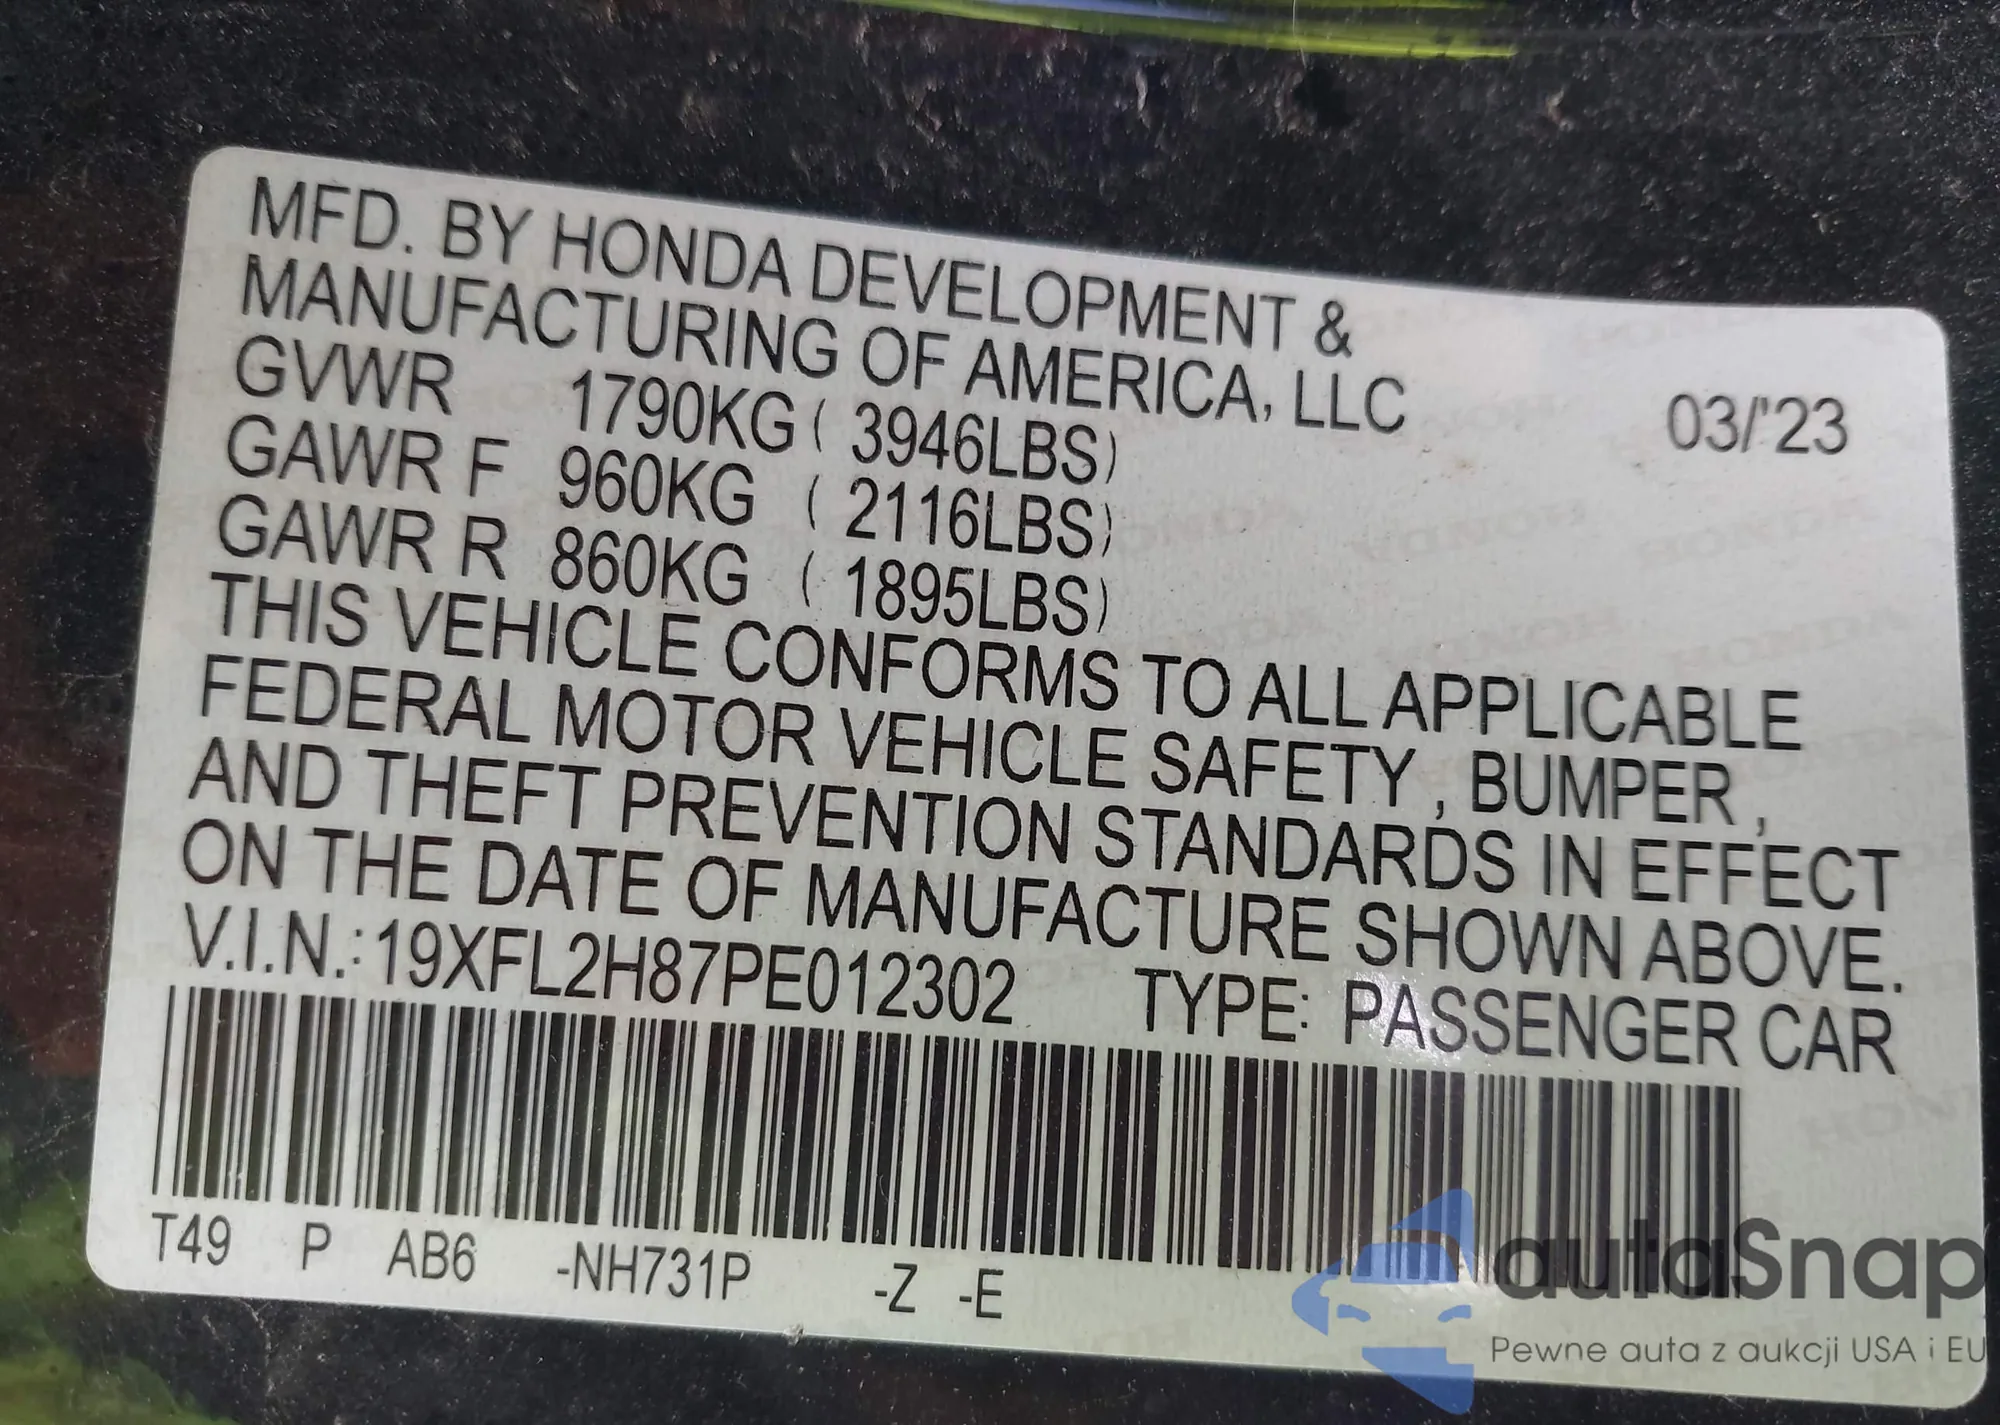 MFD. BY HONDA DEVELOPMENT &
MANUFACTURING OF AMERICA, LLC
GVWR 1790KG ( 3946LBS) 03/'23
GAWR F 960KG ( 2116LBS)
GAWR R 860KG ( 1895LBS)
THIS VEHICLE CONFORMS TO ALL APPLICABLE
FEDERAL MOTOR VEHICLE SAFETY , BUMPER ,
AND THEFT PREVENTION STANDARDS IN EFFECT
ON THE DATE OF MANUFACTURE SHOWN ABOVE.
V.I.N.: 19XFL2H87PE012302 TYPE: PASSENGER CAR
T49 P AB6 -NH731P -Z -E
autaSnap
Pewne auta z aukcji USA i EU